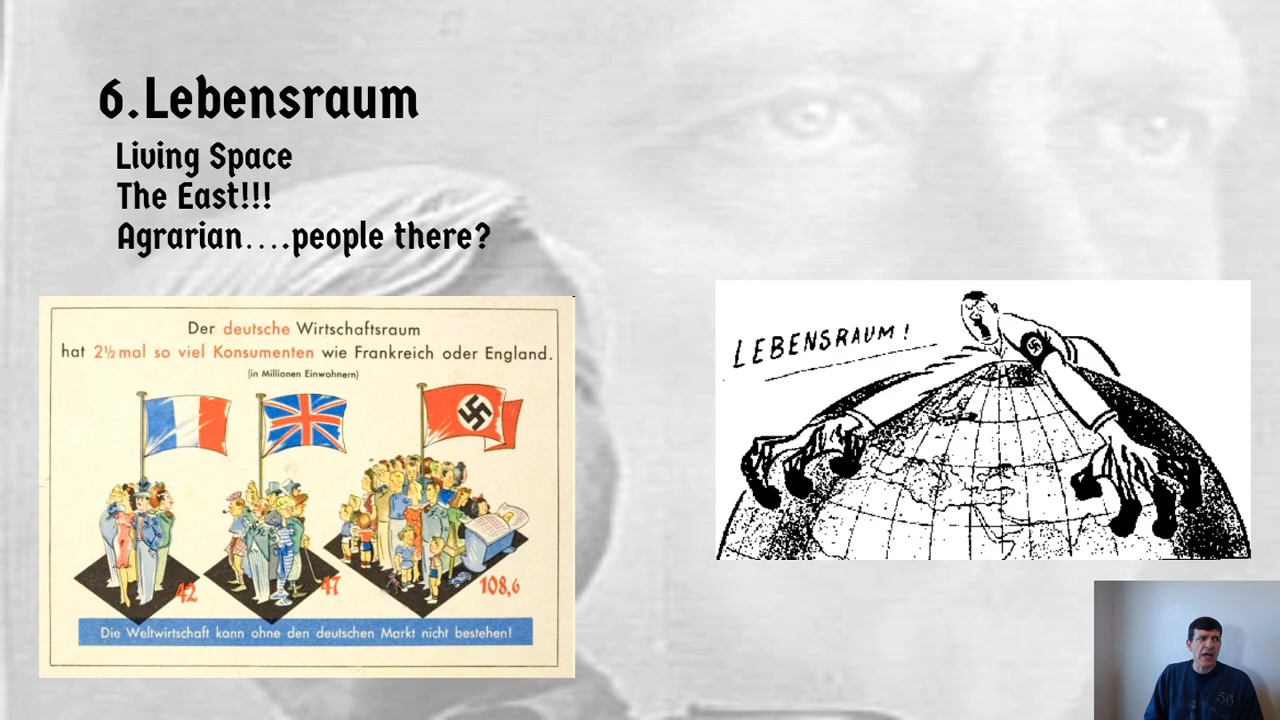 6.Lebensraum
Living Space
The East!!!
Agrarian....people there?
Der deutsche Wirtschaftsraum
hat 2½ mal so viel Konsumenten wie Frankreich oder England.
(in Millionen Einwohnern)
42
47
108,6
Die Weltwirtschaft kann ohne den deutschen Markt nicht bestehen!
LEBENSRAUM!